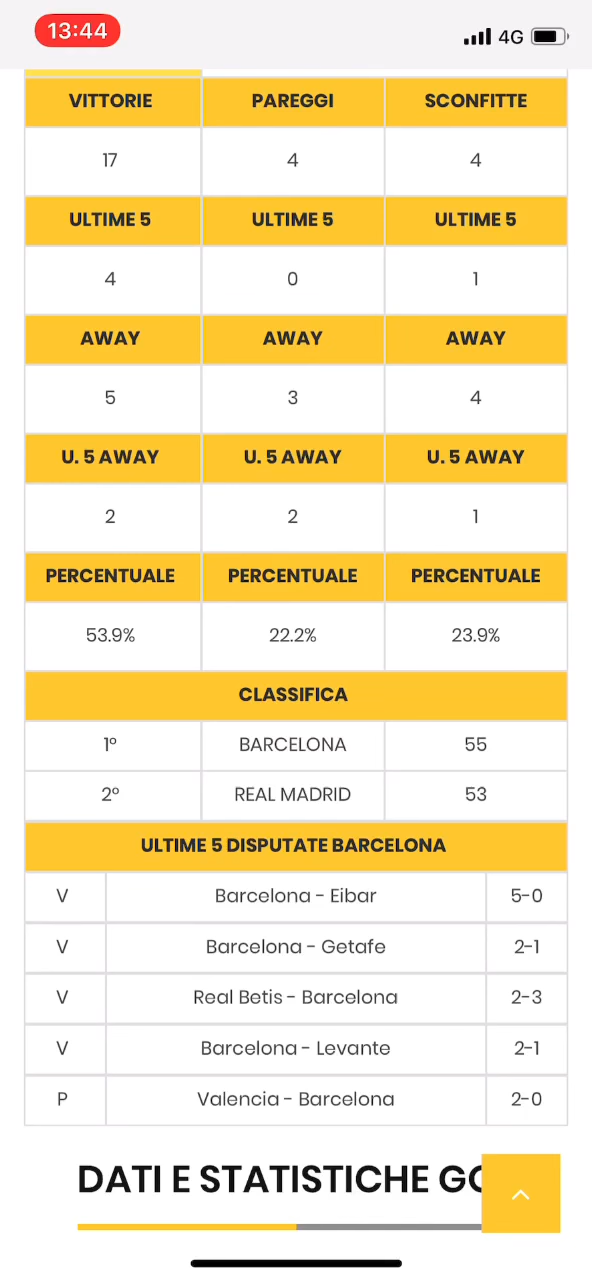 13:44
4G
VITTORIE PAREGGI SCONFITTE
17 4 4
ULTIME 5 ULTIME 5 ULTIME 5
4 0 1
AWAY AWAY AWAY
5 3 4
U. 5 AWAY U. 5 AWAY U. 5 AWAY
2 2 1
PERCENTUALE PERCENTUALE PERCENTUALE
53.9% 22.2% 23.9%
CLASSIFICA
1° BARCELONA 55
2° REAL MADRID 53
ULTIME 5 DISPUTATE BARCELONA
V Barcelona - Eibar 5-0
V Barcelona - Getafe 2-1
V Real Betis - Barcelona 2-3
V Barcelona - Levante 2-1
P Valencia - Barcelona 2-0
DATI E STATISTICHE